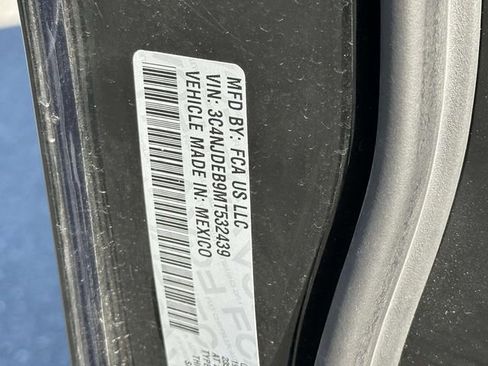 MFD BY: FCA US LLC
VIN: 3C4NJDEB9MT532439
VEHICLE MADE IN: MEXICO